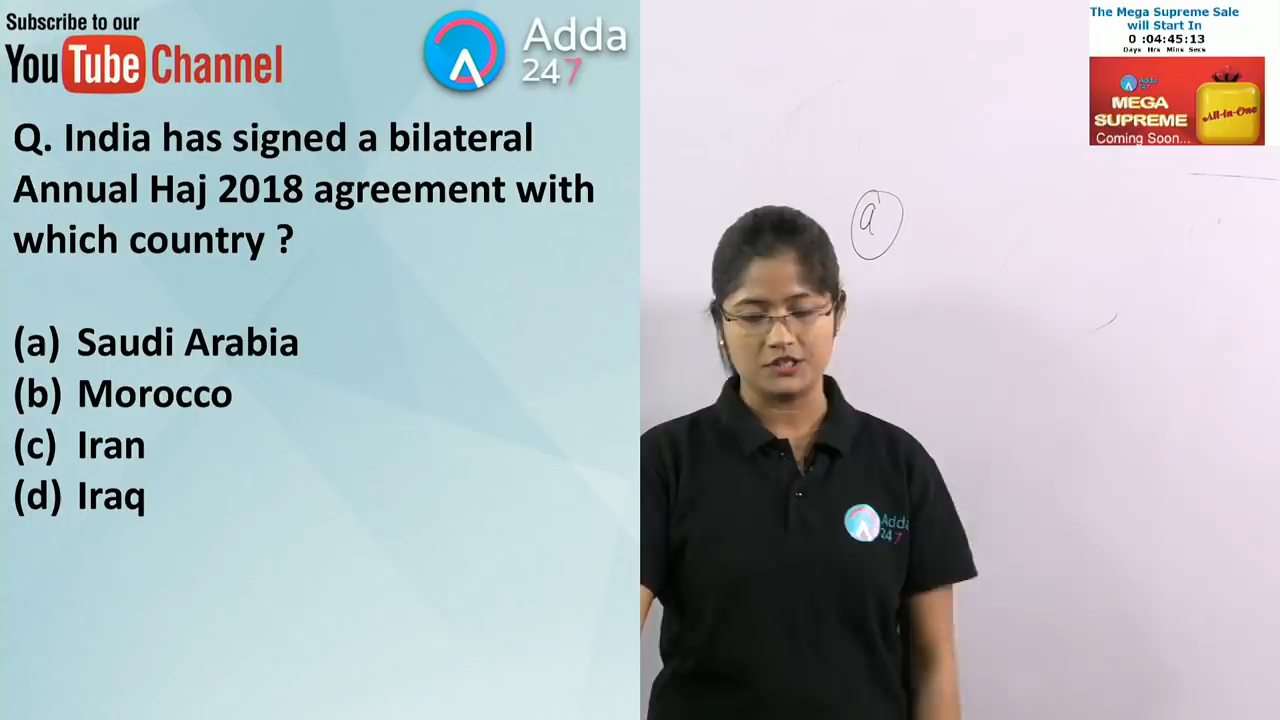 Subscribe to our
YouTube Channel
Adda
247
Q. India has signed a bilateral
Annual Haj 2018 agreement with
which country ?
(a) Saudi Arabia
(b) Morocco
(c) Iran
(d) Iraq
The Mega Supreme Sale
will Start In
0 :04:45:13
Days Hrs Mins Secs
Adda
247
MEGA
SUPREME
Coming Soon...
All-In-One
a
Adda
247